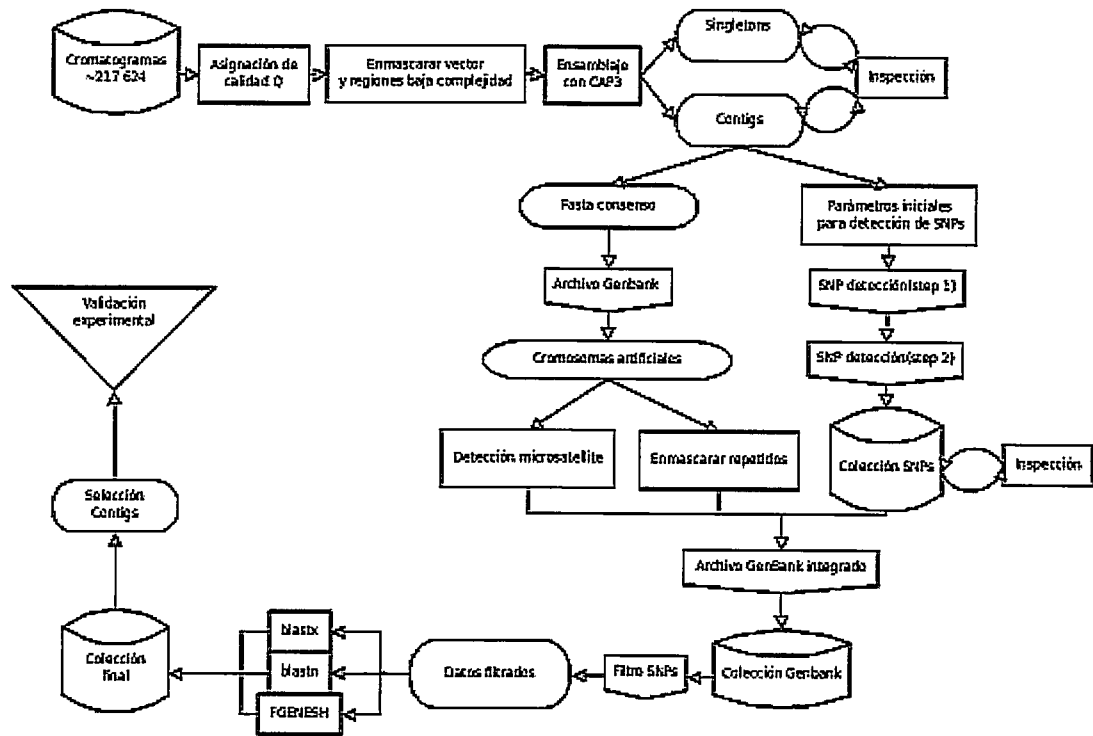 Cromatogramas
~217 624
Asignación de
calidad Q
Enmascarar vector
y regiones baja complejidad
Ensamblaje
con CAP3
Singletons
Contigs
Inspección
Fasta consenso
Parámetros iniciales
para detección de SNPs
Archivo Genbank
SNP detección(step 1)
Cromosomas artificiales
SNP detección(step 2)
Detección microsatellite
Enmascarar repetidos
Colección SNPs
Inspección
Archivo GenBank integrado
Colección Genbank
Filtro SNPs
Datos filtrados
blastx
blastn
FGENESH
Colección
final
Selección
Contigs
Validación
experimental